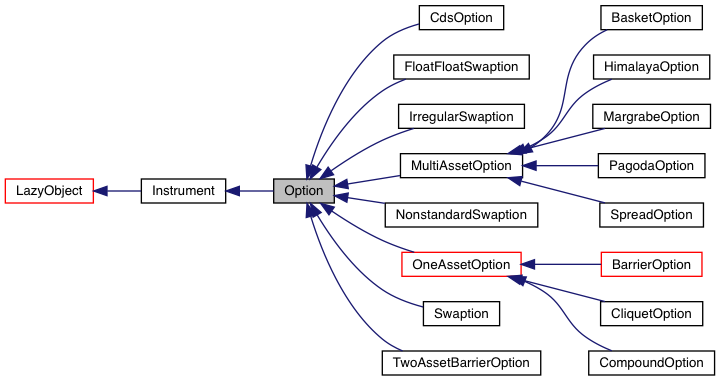 LazyObject
Instrument
Option
CdsOption
FloatFloatSwaption
IrregularSwaption
MultiAssetOption
NonstandardSwaption
OneAssetOption
Swaption
TwoAssetBarrierOption
BasketOption
HimalayaOption
MargrabeOption
PagodaOption
SpreadOption
BarrierOption
CliquetOption
CompoundOption